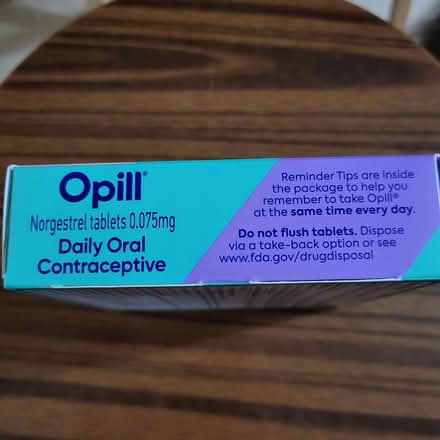 Opill®
Norgestrel tablets 0.075mg
Daily Oral
Contraceptive
Reminder Tips are inside
the package to help you
remember to take Opill®
at the same time every day.
Do not flush tablets. Dispose
via a take-back option or see
www.fda.gov/drugdisposal